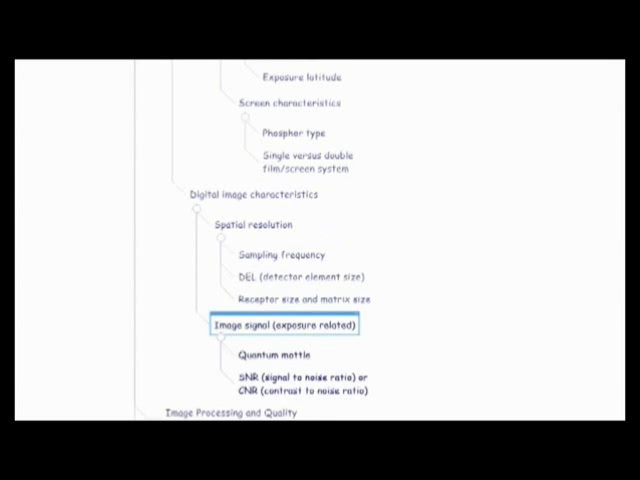 Exposure latitude
Screen characteristics
Phosphor type
Single versus double
film/screen system
Digital image characteristics
Spatial resolution
Sampling frequency
DEL (detector element size)
Receptor size and matrix size
Image signal (exposure related)
Quantum mottle
SNR (signal to noise ratio) or
CNR (contrast to noise ratio)
Image Processing and Quality